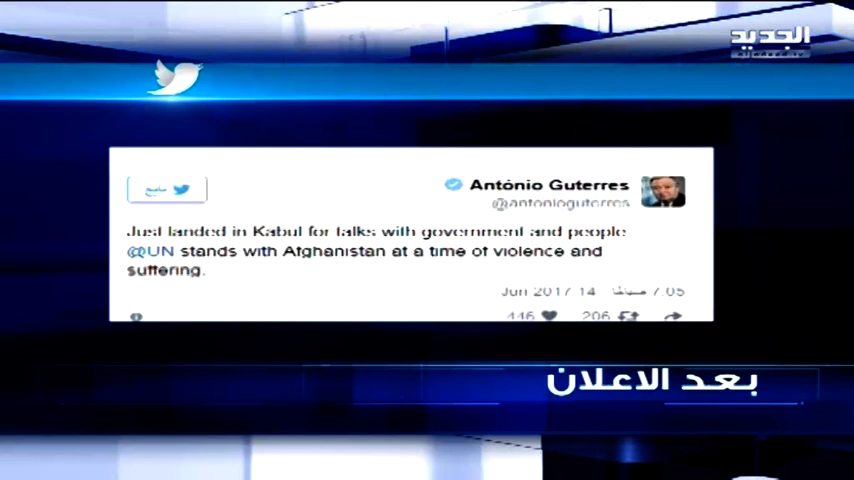 الجديد
تابع
António Guterres
@antonioguterres
Just landed in Kabul for talks with government and people
@UN stands with Afghanistan at a time of violence and
suffering.
7:05 صباحًا 14 Jun 2017
446 206
بعد الاعلان